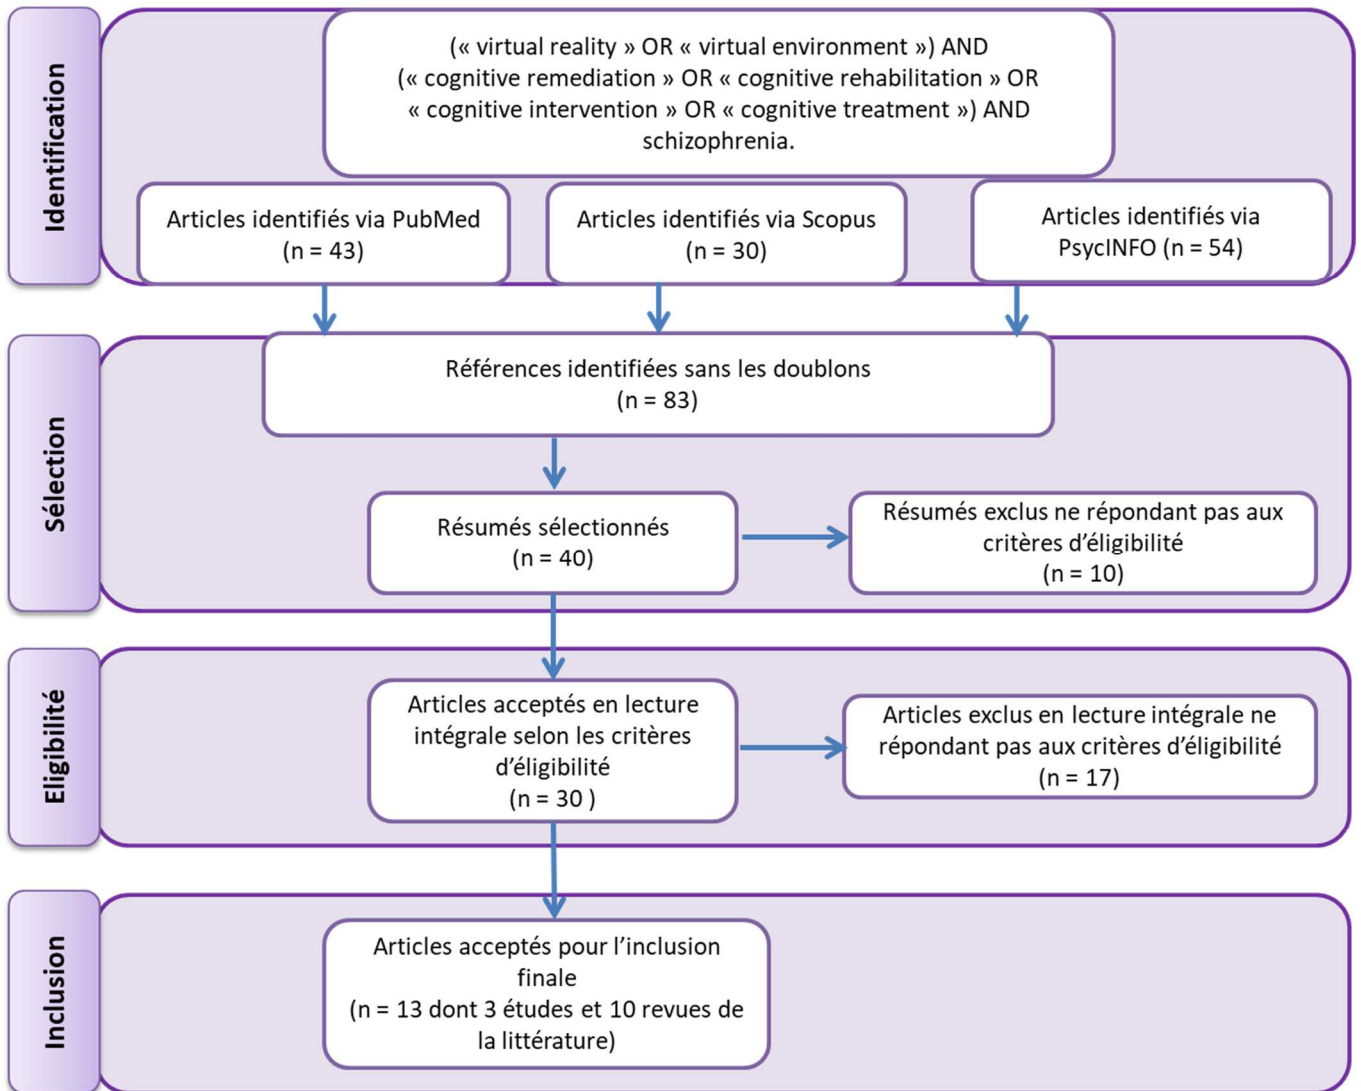 Identification
(« virtual reality » OR « virtual environment ») AND
(« cognitive remediation » OR « cognitive rehabilitation » OR
« cognitive intervention » OR « cognitive treatment ») AND
schizophrenia.
Articles identifiés via PubMed
(n = 43)
Articles identifiés via Scopus
(n = 30)
Articles identifiés via
PsycINFO (n = 54)
Sélection
Références identifiées sans les doublons
(n = 83)
Résumés sélectionnés
(n = 40)
Résumés exclus ne répondant pas aux
critères d’éligibilité
(n = 10)
Eligibilité
Articles acceptés en lecture
intégrale selon les critères
d’éligibilité
(n = 30 )
Articles exclus en lecture intégrale ne
répondant pas aux critères d’éligibilité
(n = 17)
Inclusion
Articles acceptés pour l’inclusion
finale
(n = 13 dont 3 études et 10 revues de
la littérature)